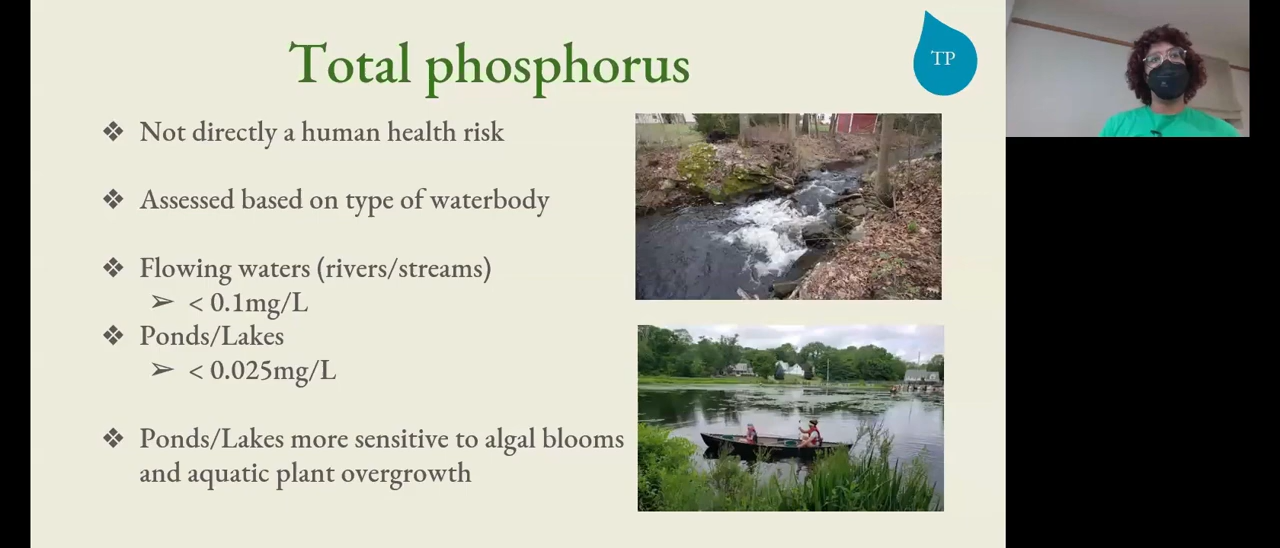 Total phosphorus
TP
❖ Not directly a human health risk
❖ Assessed based on type of waterbody
❖ Flowing waters (rivers/streams)
➢ < 0.1mg/L
❖ Ponds/Lakes
➢ < 0.025mg/L
❖ Ponds/Lakes more sensitive to algal blooms
and aquatic plant overgrowth